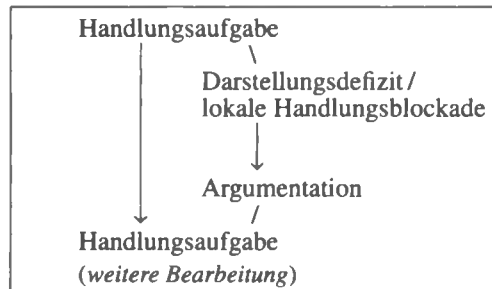 Handlungsaufgabe
Darstellungsdefizit/
lokale Handlungsblockade
Argumentation
Handlungsaufgabe
(weitere Bearbeitung)